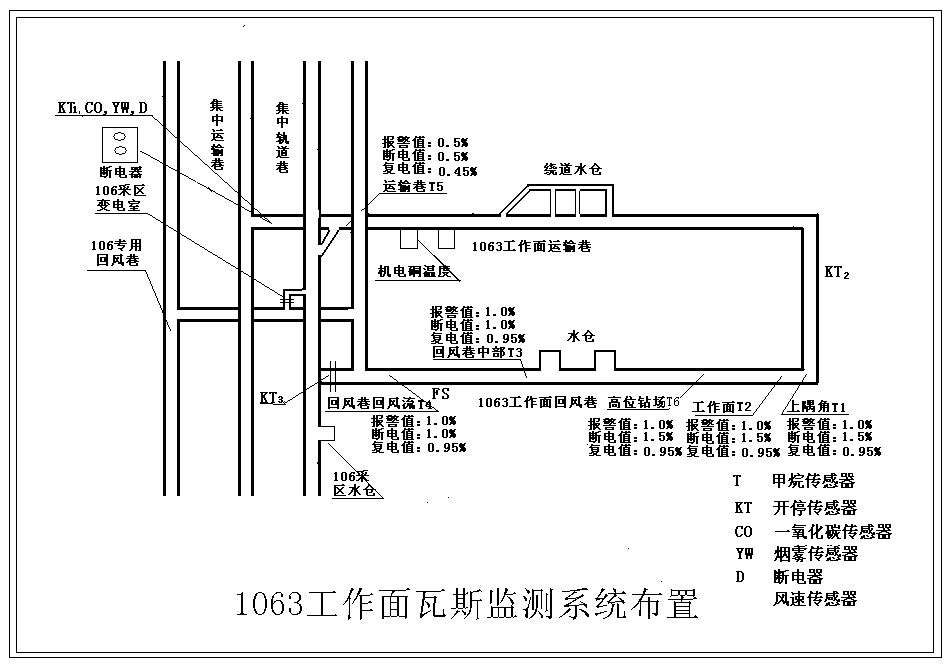 集中运输巷
集中轨道巷
KT1,CO,YW,D
断电器
106采区
变电室
106专用
回风巷
报警值:0.5%
断电值:0.5%
复电值:0.45%
运输巷T5
绕道水仓
1063工作面运输巷
机电硐温度
KT2
报警值:1.0%
断电值:1.0%
复电值:0.95%
回风巷中部T3
水仓
KT3
回风巷回风流T4
FS
报警值:1.0%
断电值:1.0%
复电值:0.95%
1063工作面回风巷
高位钻场T6
报警值:1.0%
断电值:1.5%
复电值:0.95%
工作面T2
报警值:1.0%
断电值:1.5%
复电值:0.95%
上隅角T1
报警值:1.0%
断电值:1.5%
复电值:0.95%
106采
区水仓
T 甲烷传感器
KT 开停传感器
CO 一氧化碳传感器
YW 烟雾传感器
D 断电器
风速传感器
1063工作面瓦斯监测系统布置